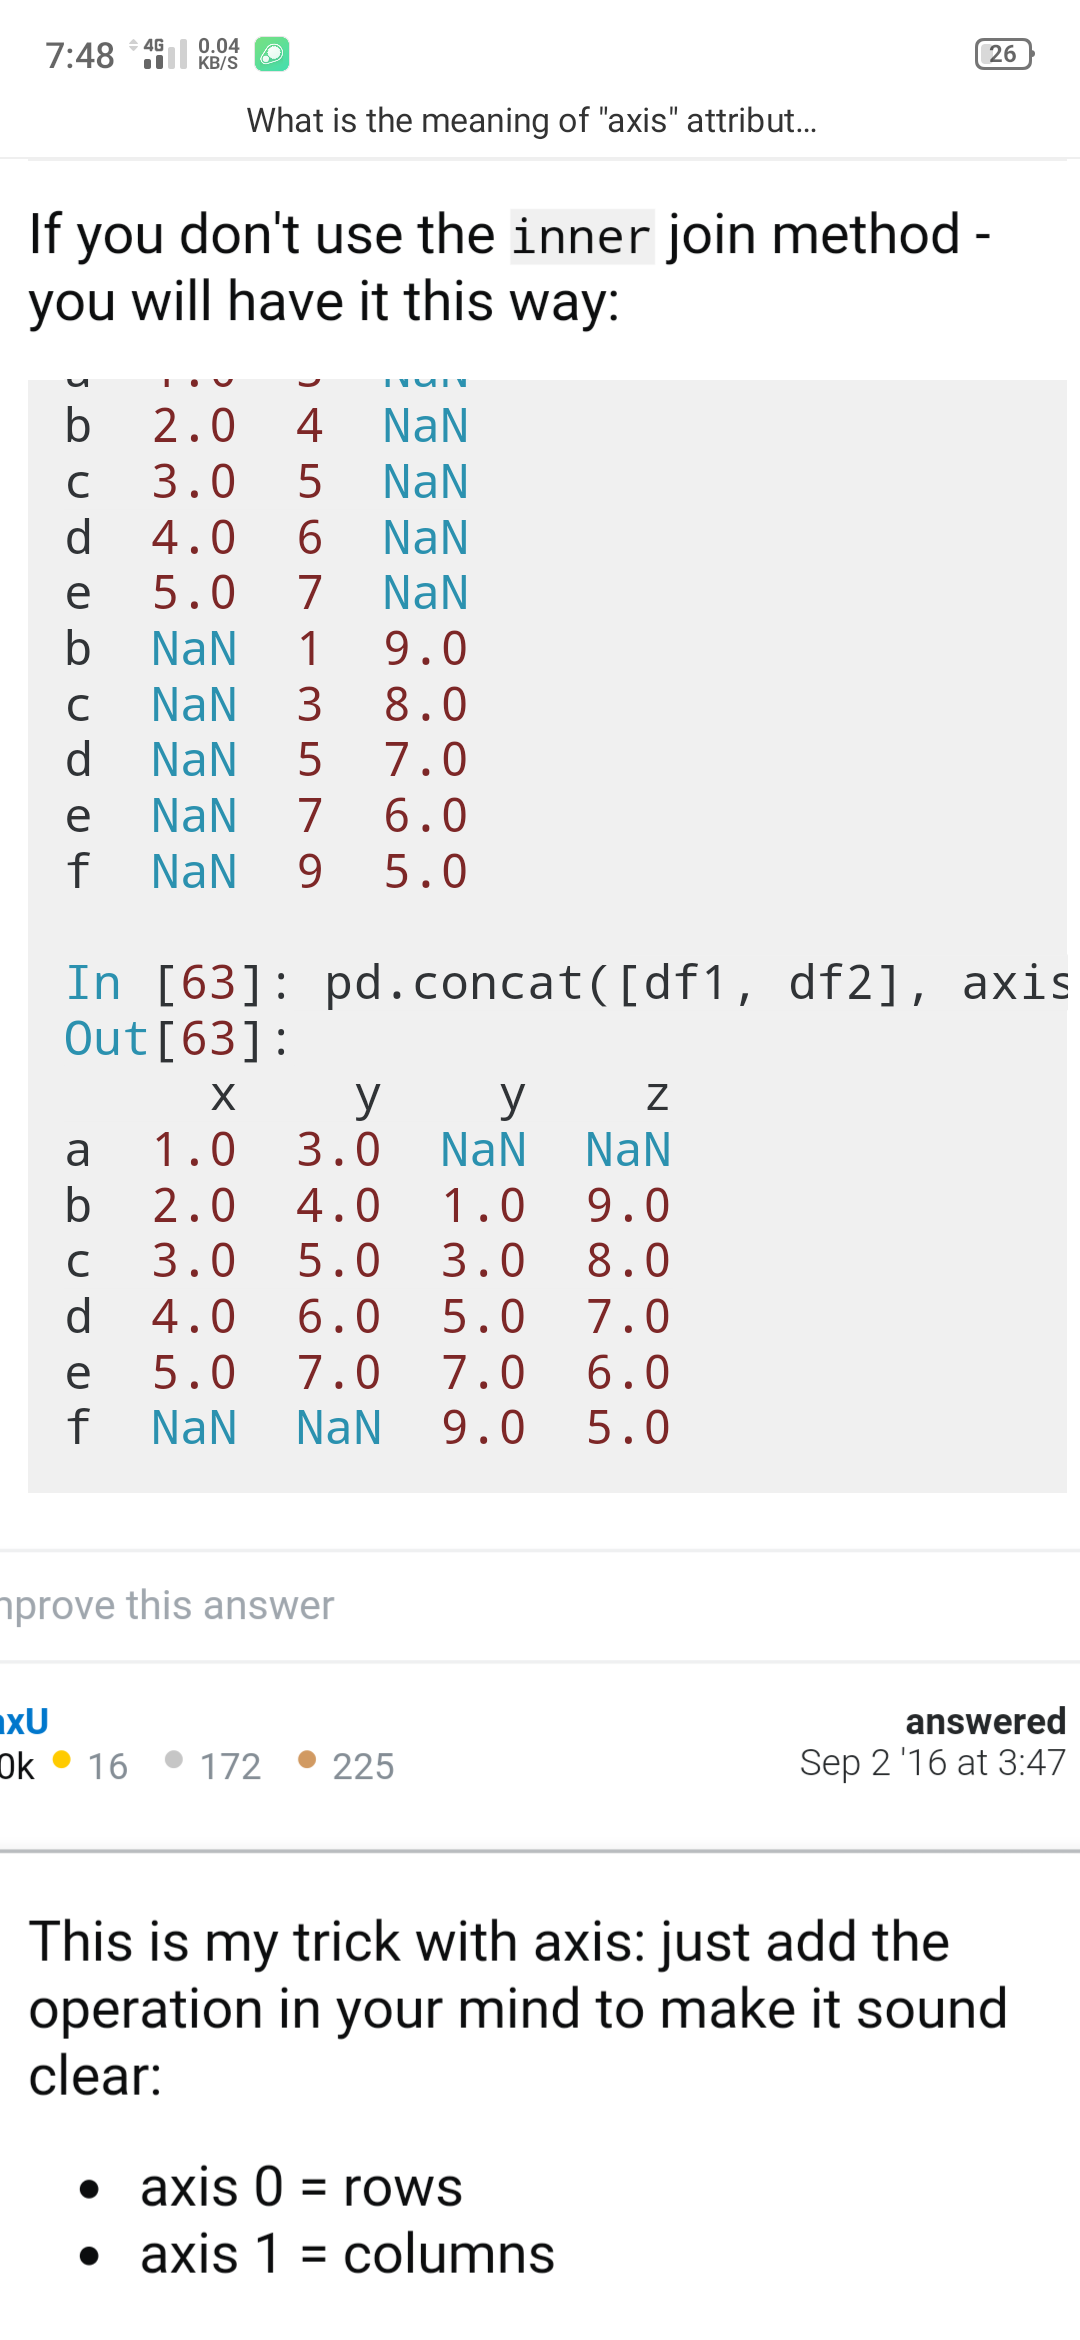 7:48 4G 0.04 KB/S 26
What is the meaning of "axis" attribut...
If you don't use the inner join method -
you will have it this way:
b 2.0 4 NaN
c 3.0 5 NaN
d 4.0 6 NaN
e 5.0 7 NaN
b NaN 1 9.0
c NaN 3 8.0
d NaN 5 7.0
e NaN 7 6.0
f NaN 9 5.0
In [63]: pd.concat([df1, df2], axis
Out[63]:
x y y z
a 1.0 3.0 NaN NaN
b 2.0 4.0 1.0 9.0
c 3.0 5.0 3.0 8.0
d 4.0 6.0 5.0 7.0
e 5.0 7.0 7.0 6.0
f NaN NaN 9.0 5.0
prove this answer
xU answered
0k 16 172 225 Sep 2 '16 at 3:47
This is my trick with axis: just add the
operation in your mind to make it sound
clear:
• axis 0 = rows
• axis 1 = columns